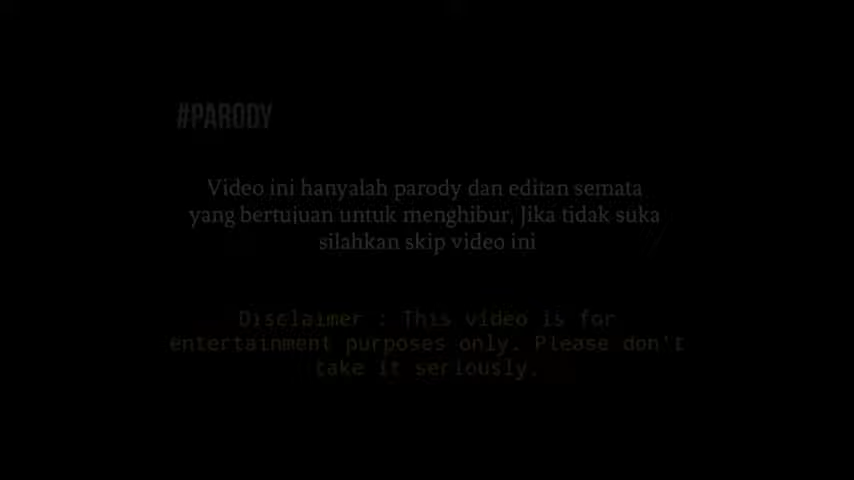 #PARODY
Video ini hanyalah parody dan editan semata
yang bertujuan untuk menghibur, Jika tidak suka
silahkan skip video ini
Disclaimer : This video is for
entertainment purposes only. Please don't
take it seriously.